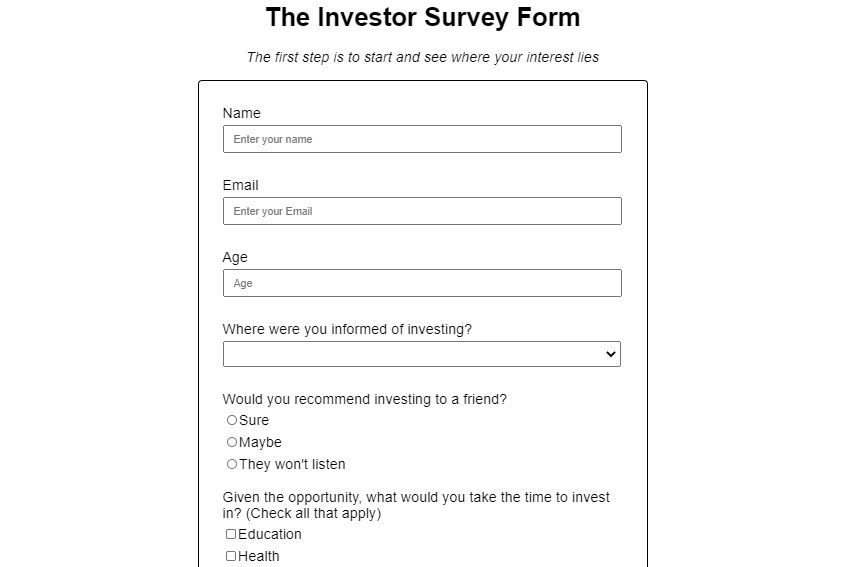 The Investor Survey Form
The first step is to start and see where your interest lies
Name
Enter your name
Email
Enter your Email
Age
Age
Where were you informed of investing?
Would you recommend investing to a friend?
Sure
Maybe
They won't listen
Given the opportunity, what would you take the time to invest
in? (Check all that apply)
Education
Health